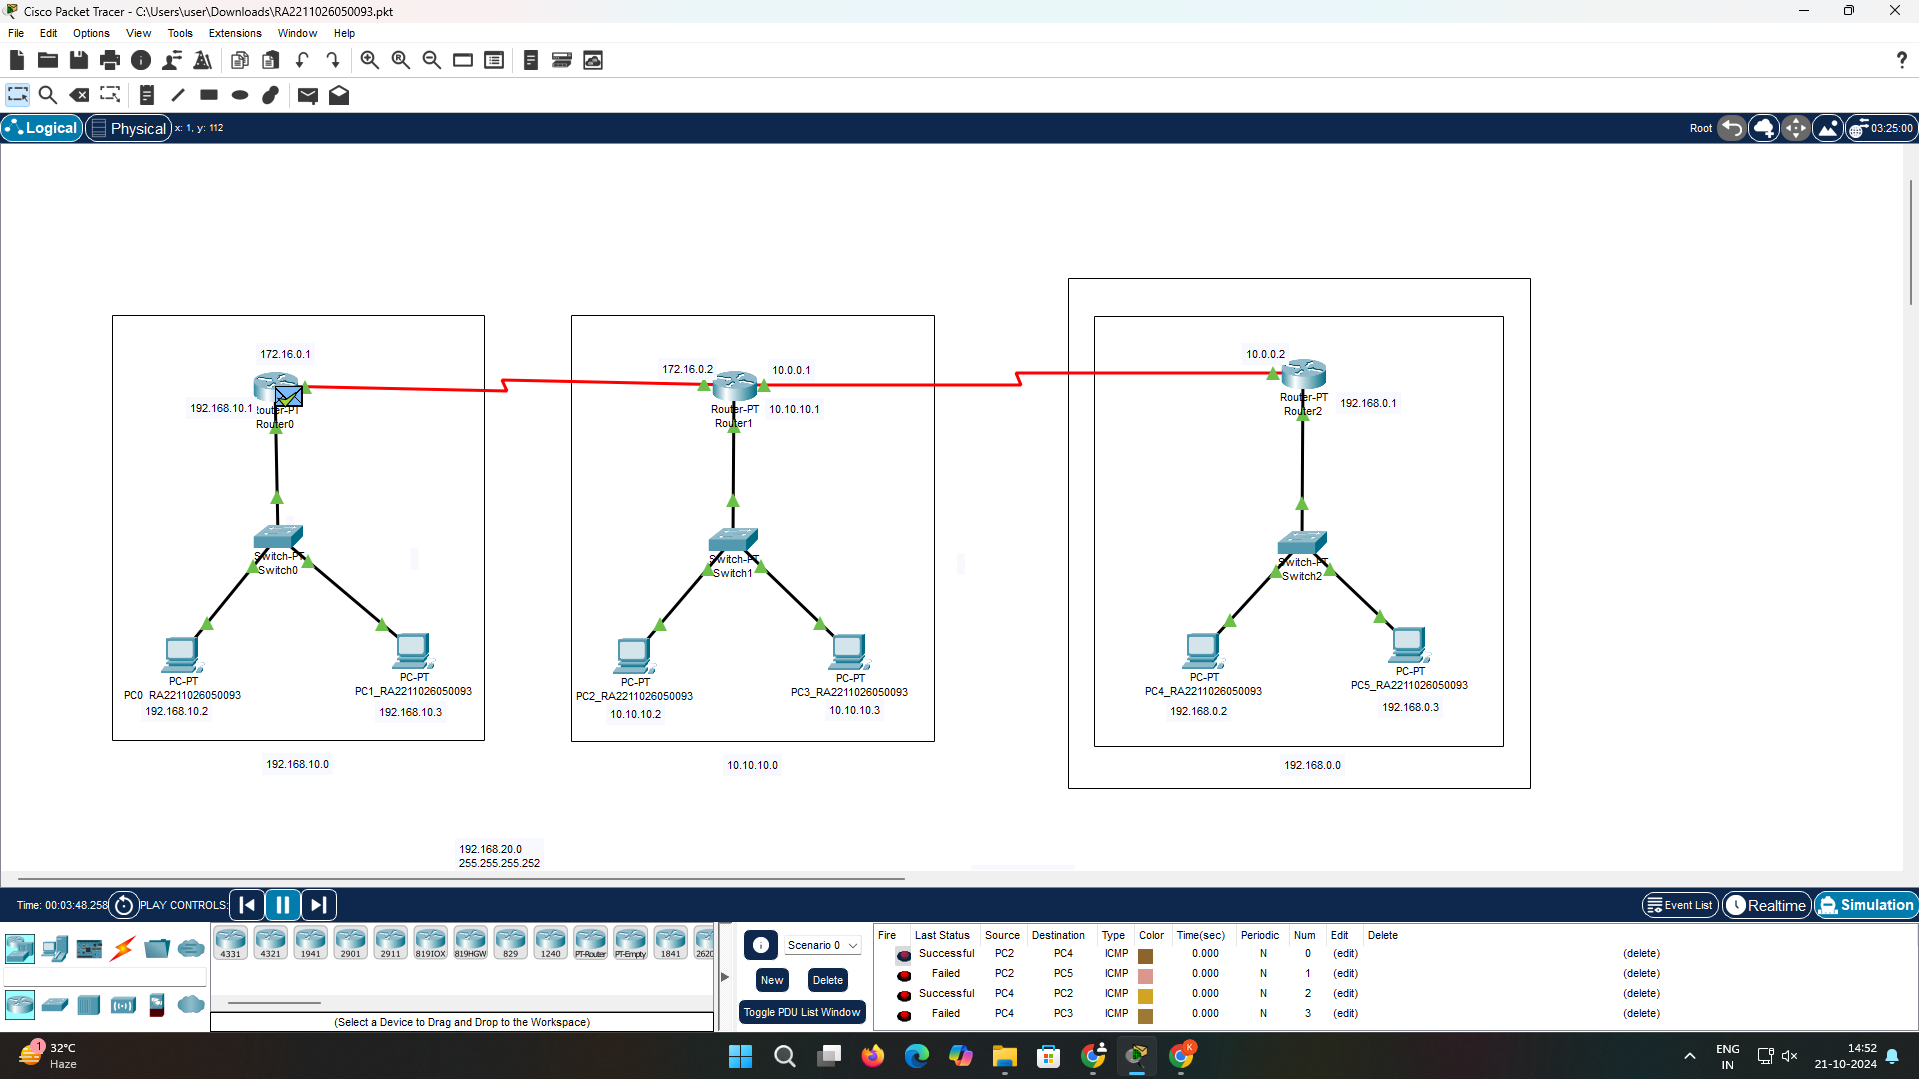 Cisco Packet Tracer - C:\Users\user\Downloads\RA2211026050093.pkt
File Edit Options View Tools Extensions Window Help
?
Logical Physical x: 1, y: 112 Root 03:25:00
172.16.0.1
192.168.10.1
Router-PT
Router0
Switch-PT
Switch0
PC-PT
PC0_RA2211026050093
192.168.10.2
PC-PT
PC1_RA2211026050093
192.168.10.3
192.168.10.0
172.16.0.2
10.0.0.1
Router-PT
Router1
10.10.10.1
Switch-PT
Switch1
PC-PT
PC2_RA2211026050093
10.10.10.2
PC-PT
PC3_RA2211026050093
10.10.10.3
10.10.10.0
10.0.0.2
Router-PT
Router2
192.168.0.1
Switch-PT
Switch2
PC-PT
PC4_RA2211026050093
192.168.0.2
PC-PT
PC5_RA2211026050093
192.168.0.3
192.168.0.0
192.168.20.0
255.255.255.252
Time: 00:03:48.258 PLAY CONTROLS: Event List Realtime Simulation
4331 4321 1941 2901 2911 819IOX 819HGW 829 1240 PT-Router PT-Empty 1841 2620
(Select a Device to Drag and Drop to the Workspace)
Scenario 0
New Delete
Toggle PDU List Window
Fire Last Status Source Destination Type Color Time(sec) Periodic Num Edit Delete
Successful PC2 PC4 ICMP 0.000 N 0 (edit) (delete)
Failed PC2 PC5 ICMP 0.000 N 1 (edit) (delete)
Successful PC4 PC2 ICMP 0.000 N 2 (edit) (delete)
Failed PC4 PC3 ICMP 0.000 N 3 (edit) (delete)
1
32°C
Haze
K
ENG
IN
14:52
21-10-2024